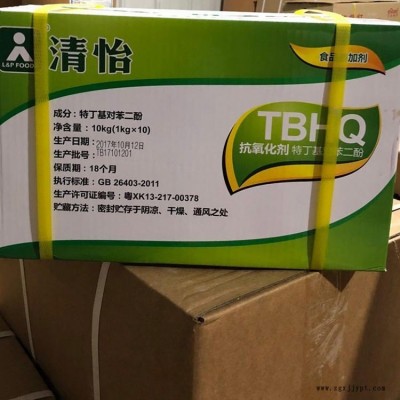 L&P FOOD
清怡
食品添加剂
成分：特丁基对苯二酚
净含量：10kg(1kg×10)
生产日期：2017年10月12日
生产批号：TB17101201
保质期：18个月
执行标准：GB 26403-2011
生产许可证编号：粤XK13-217-00378
贮藏方法：密封贮存于阴凉、干燥、通风之处
TBHQ
抗氧化剂 特丁基对苯二酚